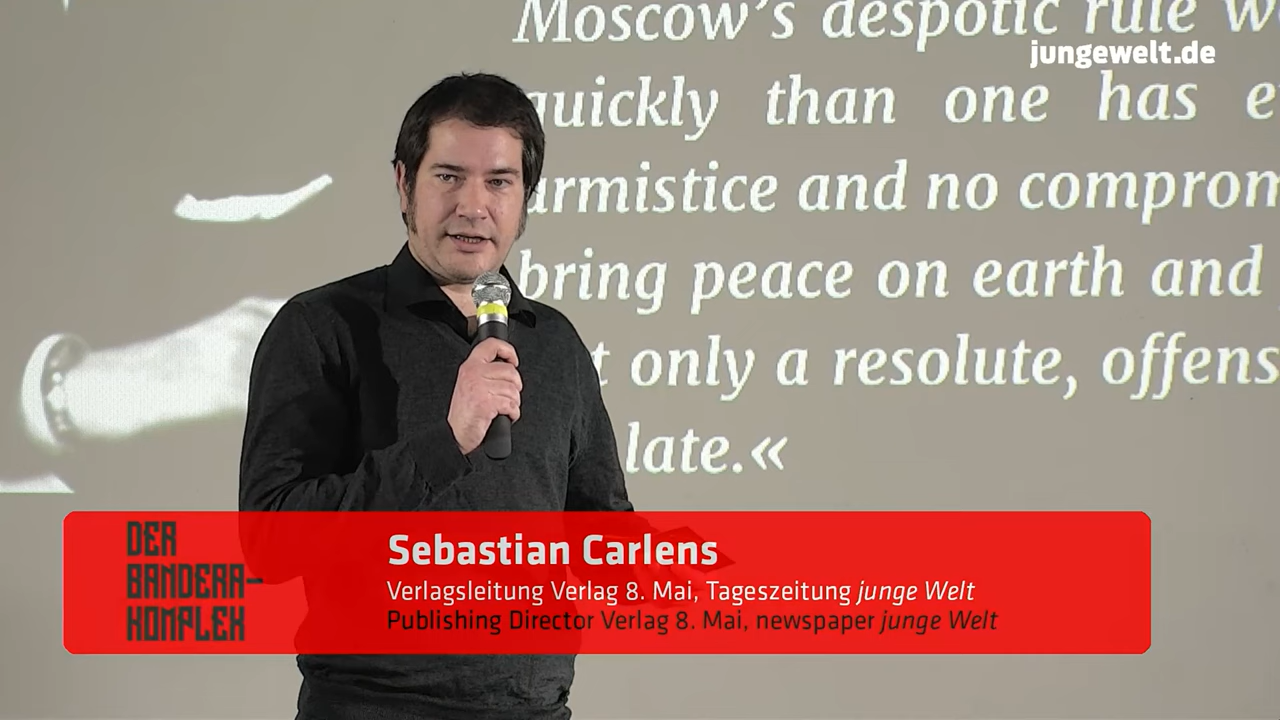 Moscow's despotic rule w
jungewelt.de
quickly than one has e
armistice and no comprom
bring peace on earth and
t only a resolute, offens
late.«
DER
BANDERA-
KOMPLEX
Sebastian Carlens
Verlagsleitung Verlag 8. Mai, Tageszeitung junge Welt
Publishing Director Verlag 8. Mai, newspaper junge Welt